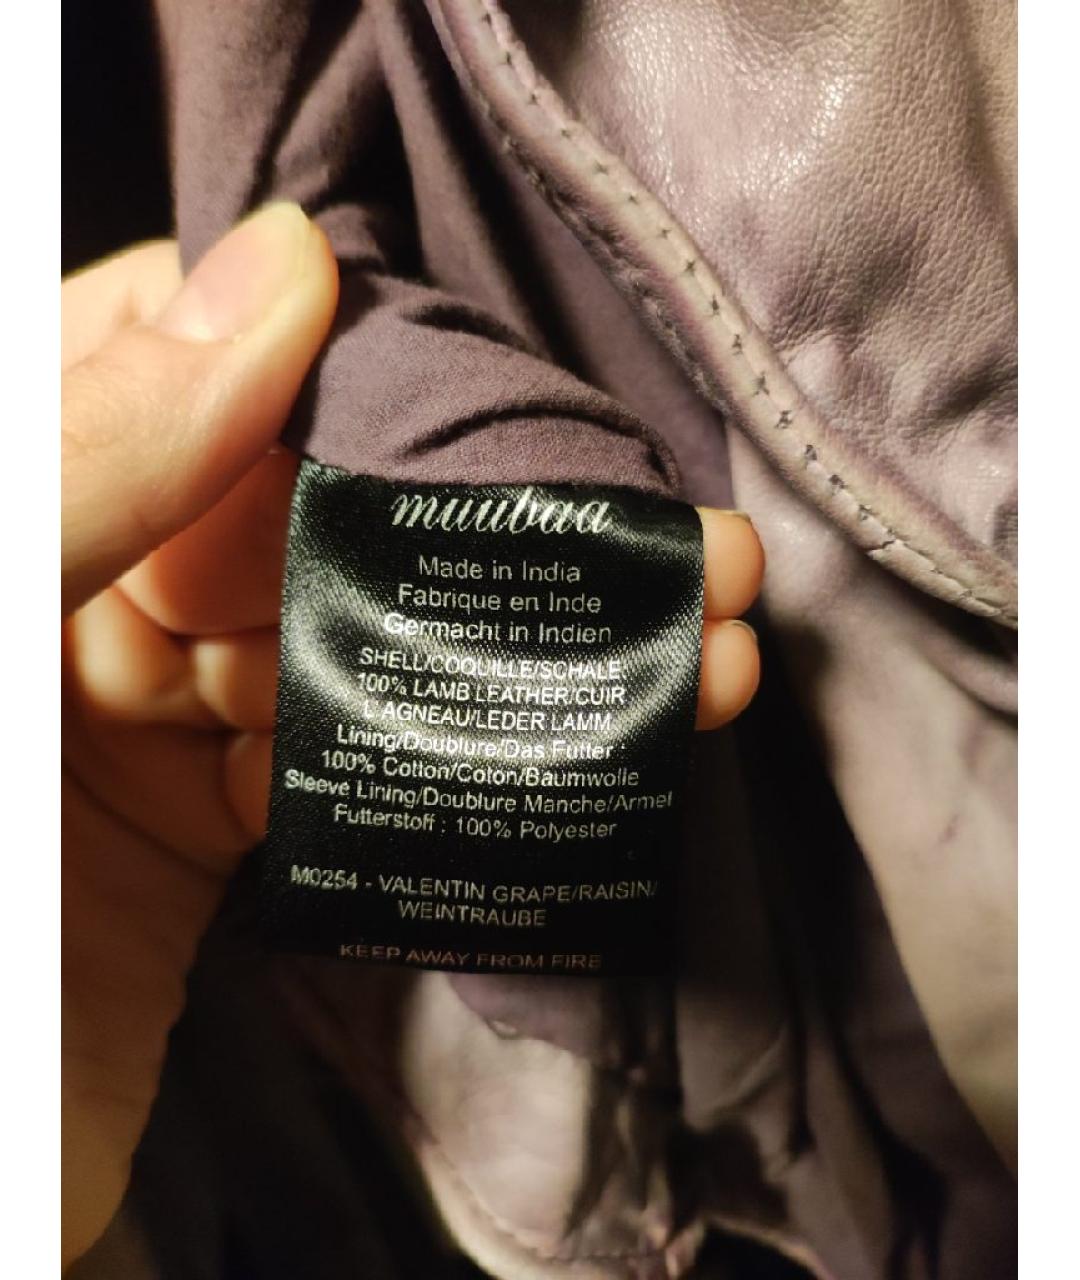 muubaa
Made in India
Fabrique en Inde
Germacht in Indien
SHELL/COQUILLE/SCHALE
100% LAMB LEATHER/CUIR
L AGNEAU/LEDER LAMM
Lining/Doublure/Das Futter :
100% Cotton/Coton/Baumwolle
Sleeve Lining/Doublure Manche/Armel
Futterstoff : 100% Polyester
M0254 - VALENTIN GRAPE/RAISIN/
WEINTRAUBE
KEEP AWAY FROM FIRE